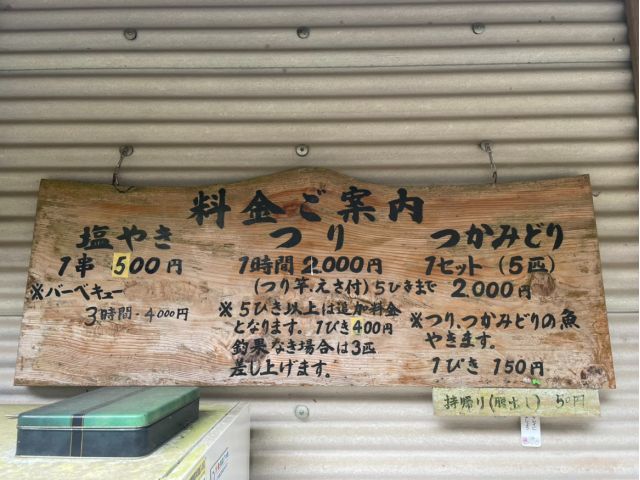 料金ご案内
塩やき
1串 500円
※バーベキュー
3時間・4000円
つり
1時間 2,000円
(つり竿、えさ付) 5ひきまで
※5ひき以上は追加料金
となります。1ぴき400円
釣果なき場合は3匹
差し上げます。
つかみどり
1セット (5匹)
2,000円
※つり、つかみどりの魚
やきます。
1ぴき 150円
持帰り(腹出し) 50円